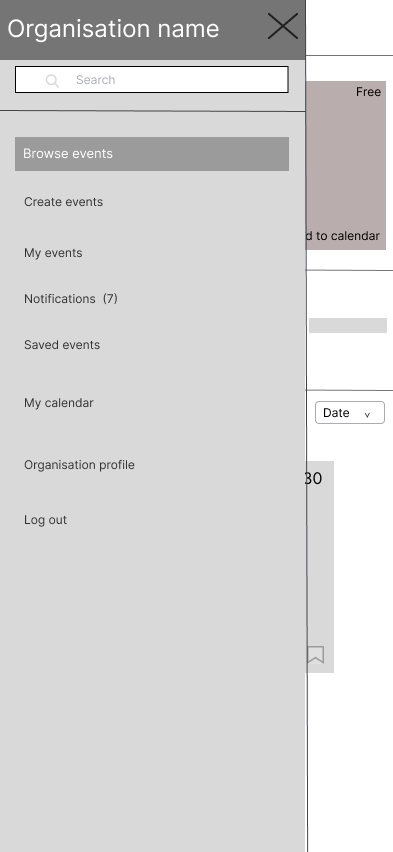 Organisation name
Search
Browse events
Create events
My events
Notifications (7)
Saved events
My calendar
Organisation profile
Log out
Free
d to calendar
Date
30